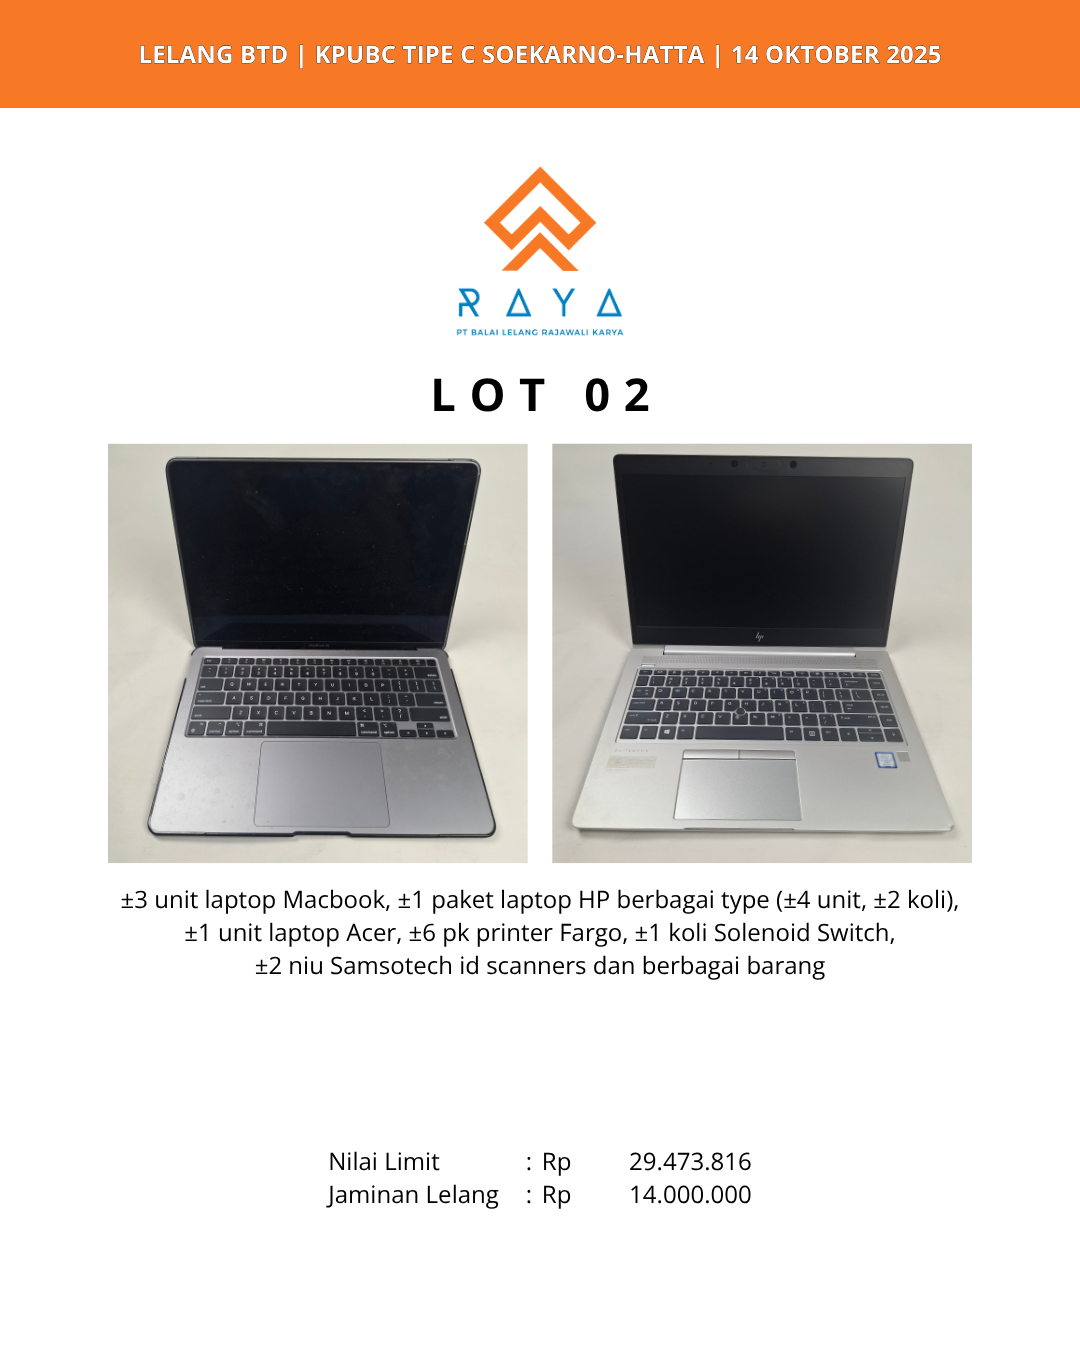 LELANG BTD | KPUBC TIPE C SOEKARNO-HATTA | 14 OKTOBER 2025
RAYA
PT BALAI LELANG RAJAWALI KARYA
LOT 02
hp
±3 unit laptop Macbook, ±1 paket laptop HP berbagai type (±4 unit, ±2 koli),
±1 unit laptop Acer, ±6 pk printer Fargo, ±1 koli Solenoid Switch,
±2 niu Samsotech id scanners dan berbagai barang
Nilai Limit : Rp 29.473.816
Jaminan Lelang : Rp 14.000.000